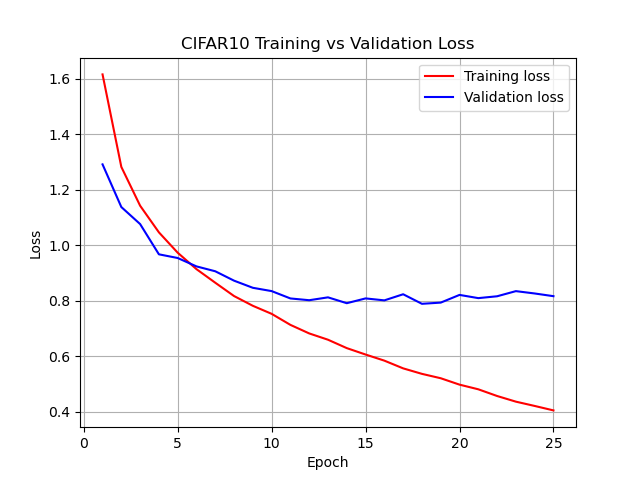 CIFAR10 Training vs Validation Loss
Training loss
Validation loss
Loss
1.6
1.4
1.2
1.0
0.8
0.6
0.4
0 5 10 15 20 25
Epoch